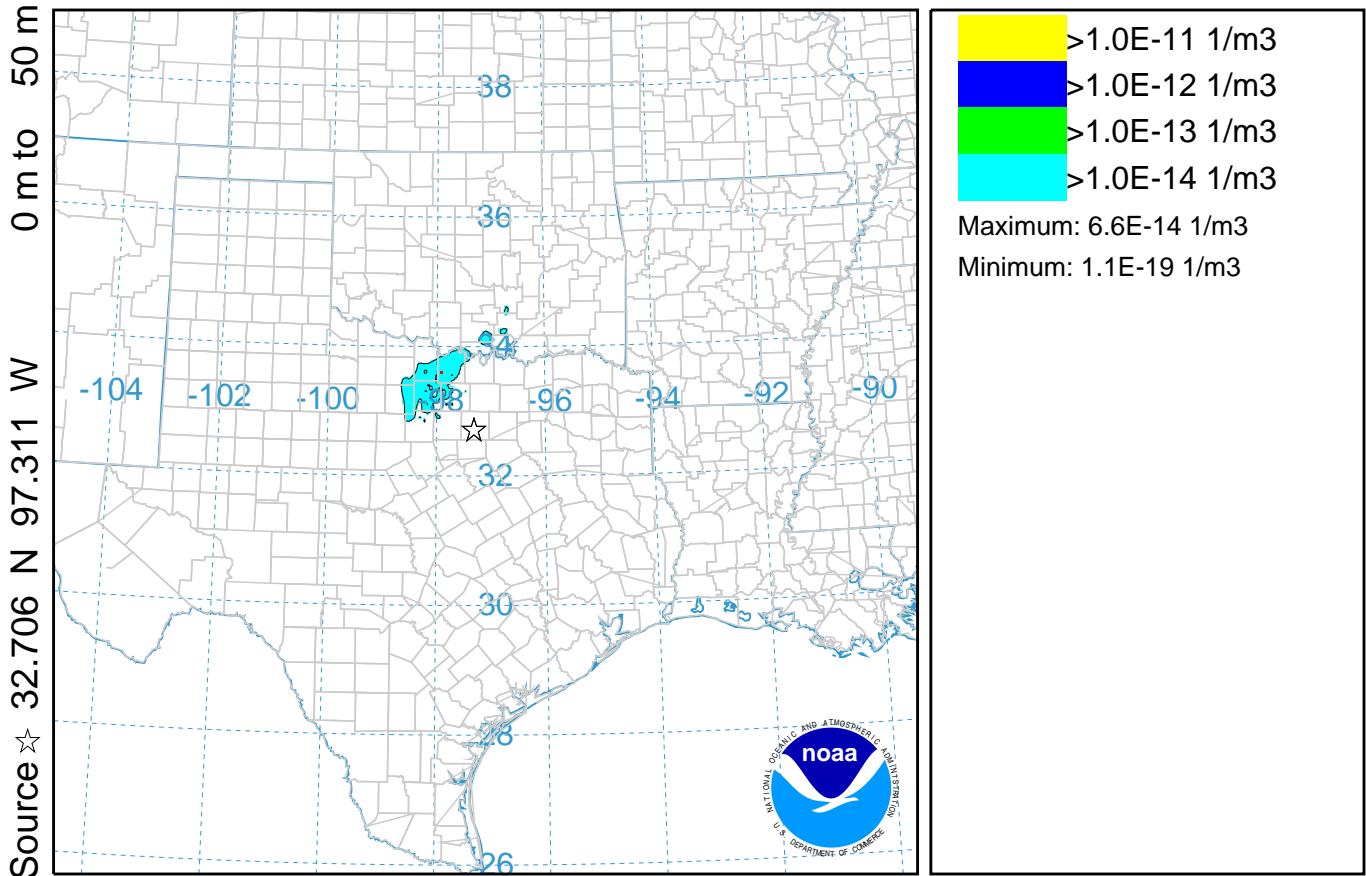 Source ☆ 32.706 N 97.311 W 0 m to 50 m
38
36
34
-104 -102 -100 -98 -96 -94 -92 -90
32
30
28
26
>1.0E-11 1/m3
>1.0E-12 1/m3
>1.0E-13 1/m3
>1.0E-14 1/m3
Maximum: 6.6E-14 1/m3
Minimum: 1.1E-19 1/m3
NATIONAL OCEANIC AND ATMOSPHERIC ADMINISTRATION
noaa
U.S. DEPARTMENT OF COMMERCE